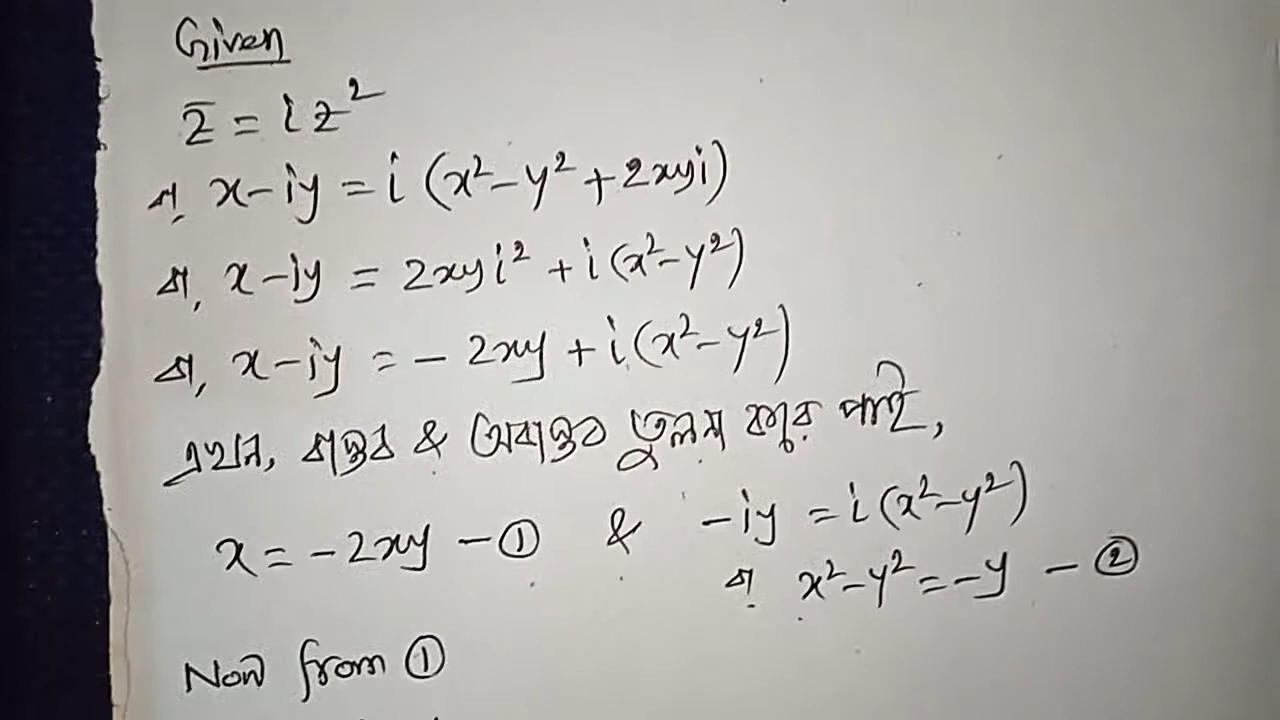 Given
z̄ = iz²
বা, x-iy = i (x²-y²+2xyi)
বা, x-iy = 2xyi² + i(x²-y²)
বা, x-iy = - 2xy + i(x²-y²)
এখন, বাস্তব & অবাস্তব তুলনা করে পাই,
x = -2xy - ① & -iy = i(x²-y²)
বা, x²-y² = -y - ②
Now from ①